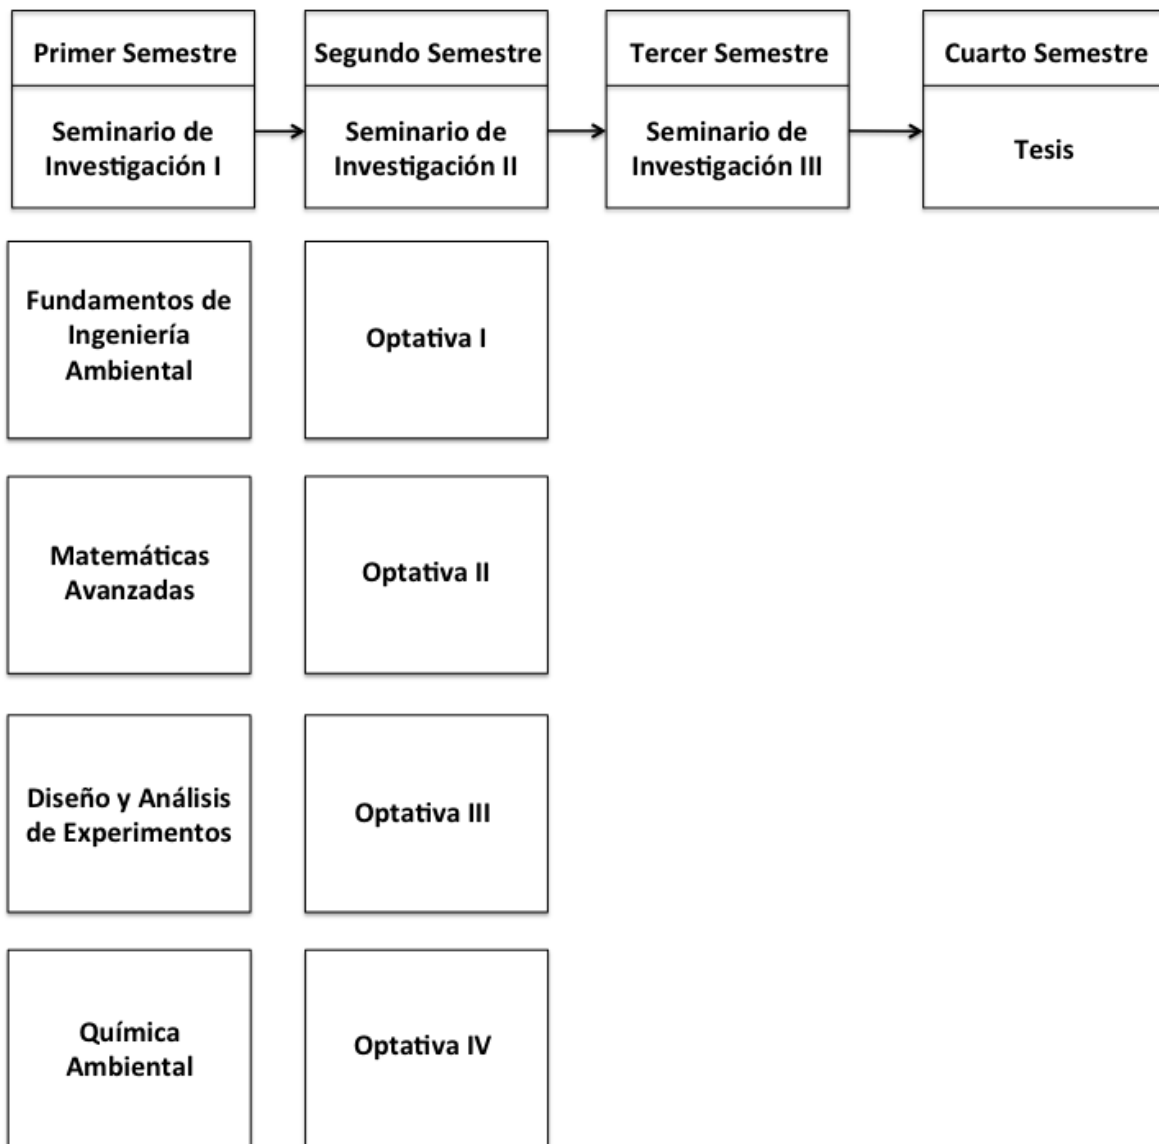 Primer Semestre
Segundo Semestre
Tercer Semestre
Cuarto Semestre
Seminario de
Investigación I
Seminario de
Investigación II
Seminario de
Investigación III
Tesis
Fundamentos de
Ingeniería
Ambiental
Optativa I
Matemáticas
Avanzadas
Optativa II
Diseño y Análisis
de Experimentos
Optativa III
Química
Ambiental
Optativa IV